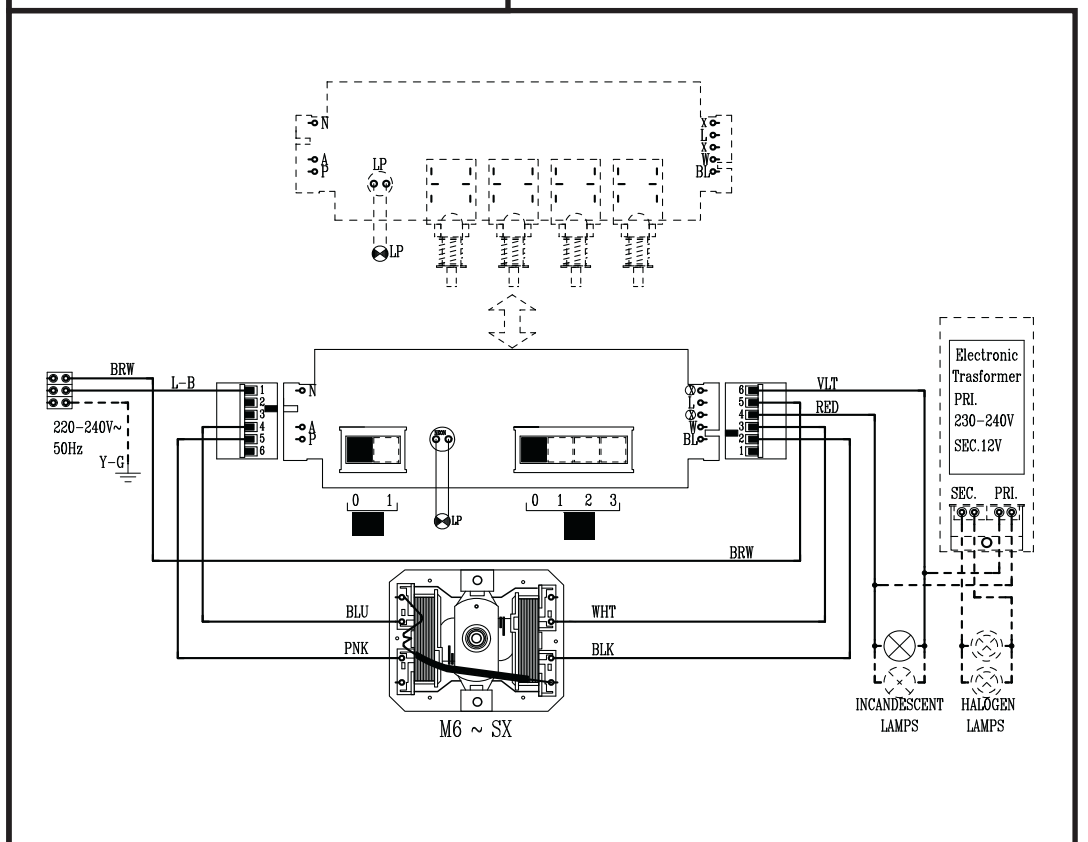 N
A
P
LP
LP
X
L
X
W
BL
BRW
L-B
220-240V~
50Hz
Y-G
1
2
3
4
5
6
N
A
P
0 1
LP
0 1 2 3
X
L
X
W
BL
6
5
4
3
2
1
VLT
RED
BRW
BLU
PNK
WHT
BLK
M6 ~ SX
Electronic
Trasformer
PRI.
230-240V
SEC.12V
SEC. PRI.
INCANDESCENT
LAMPS
HALOGEN
LAMPS